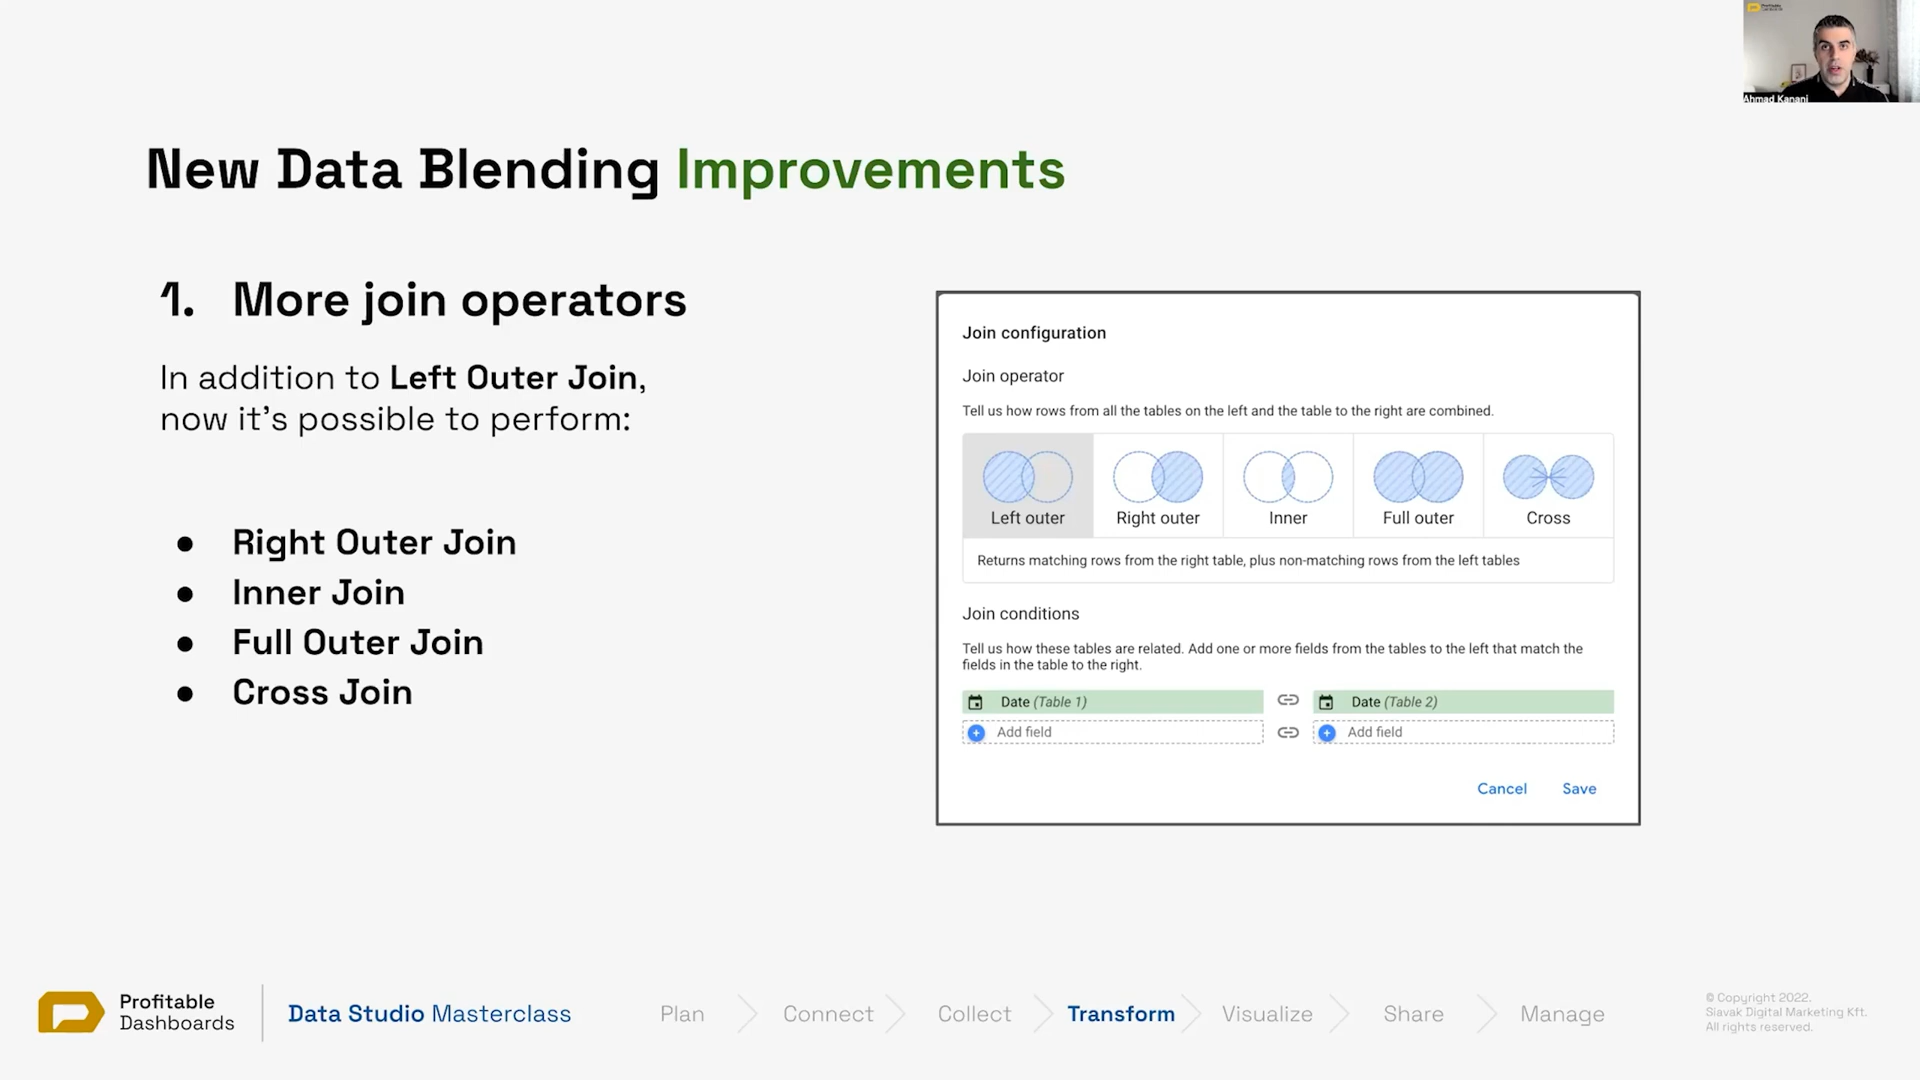 Ahmad Kanani
New Data Blending Improvements
1. More join operators
In addition to Left Outer Join,
now it's possible to perform:
● Right Outer Join
● Inner Join
● Full Outer Join
● Cross Join
Join configuration
Join operator
Tell us how rows from all the tables on the left and the table to the right are combined.
Left outer Right outer Inner Full outer Cross
Returns matching rows from the right table, plus non-matching rows from the left tables
Join conditions
Tell us how these tables are related. Add one or more fields from the tables to the left that match the
fields in the table to the right.
Date (Table 1) Date (Table 2)
Add field Add field
Cancel Save
Profitable
Dashboards
Data Studio Masterclass
Plan Connect Collect Transform Visualize Share Manage
© Copyright 2022.
Siavak Digital Marketing Kft.
All rights reserved.